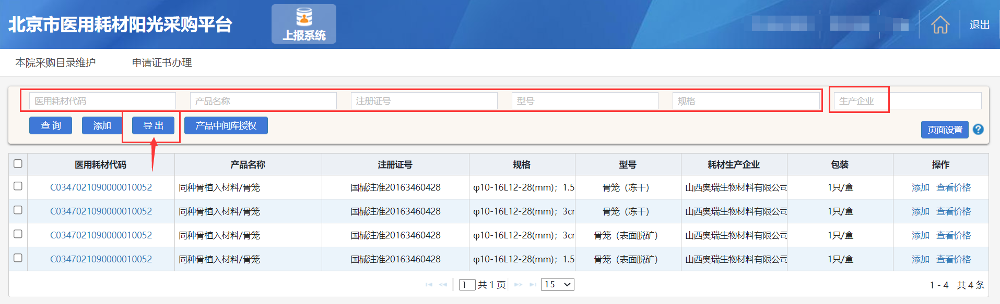 北京市医用耗材阳光采购平台
上报系统
退出
本院采购目录维护 申请证书办理
医用耗材代码 产品名称 注册证号 型号 规格 生产企业
查 询 添加 导 出 产品中间库授权 页面设置 ?
医用耗材代码 产品名称 注册证号 规格 型号 耗材生产企业 包装 操作
C0347021090000010052 同种骨植入材料/骨笼 国械注准20163460428 φ10-16L12-28(mm)；1.5 骨笼（冻干） 山西奥瑞生物材料有限公司 1只/盒 添加 查看价格
C0347021090000010052 同种骨植入材料/骨笼 国械注准20163460428 φ10-16L12-28(mm)；3cr 骨笼（冻干） 山西奥瑞生物材料有限公司 1只/盒 添加 查看价格
C0347021090000010052 同种骨植入材料/骨笼 国械注准20163460428 φ10-16L12-28(mm)；3cr 骨笼（表面脱矿） 山西奥瑞生物材料有限公司 1只/盒 添加 查看价格
C0347021090000010052 同种骨植入材料/骨笼 国械注准20163460428 φ10-16L12-28(mm)；1.5 骨笼（表面脱矿） 山西奥瑞生物材料有限公司 1只/盒 添加 查看价格
1 共 1 页 15 1 - 4 共 4 条